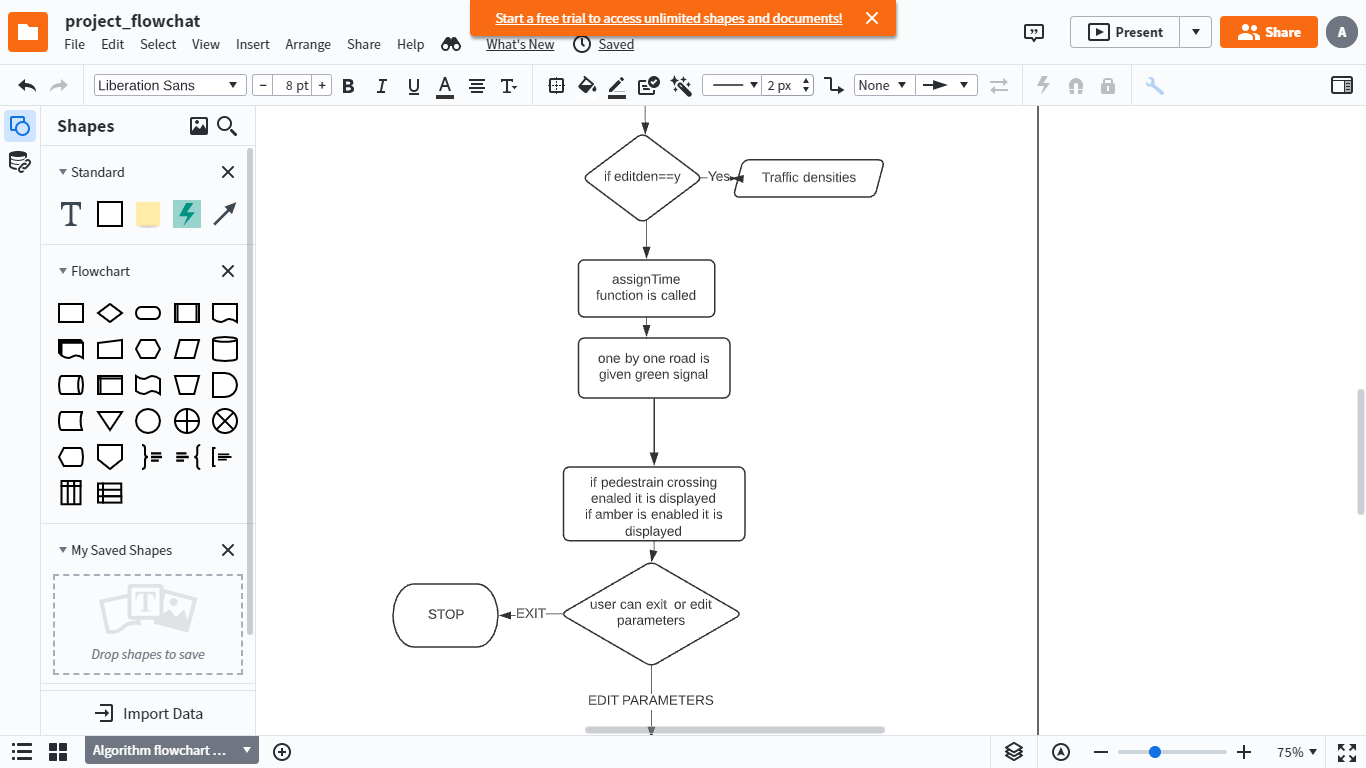 project_flowchat
Start a free trial to access unlimited shapes and documents!
File Edit Select View Insert Arrange Share Help What's New Saved
Present
Share
A
Liberation Sans
− 8 pt +
B I U A T
2 px
None
Shapes
Standard
T
Flowchart
My Saved Shapes
T
Drop shapes to save
Import Data
if editden==y
Yes
Traffic densities
assignTime
function is called
one by one road is
given green signal
if pedestrain crossing
enaled it is displayed
if amber is enabled it is
displayed
user can exit or edit
parameters
EXIT
STOP
EDIT PARAMETERS
Algorithm flowchart ...
75%